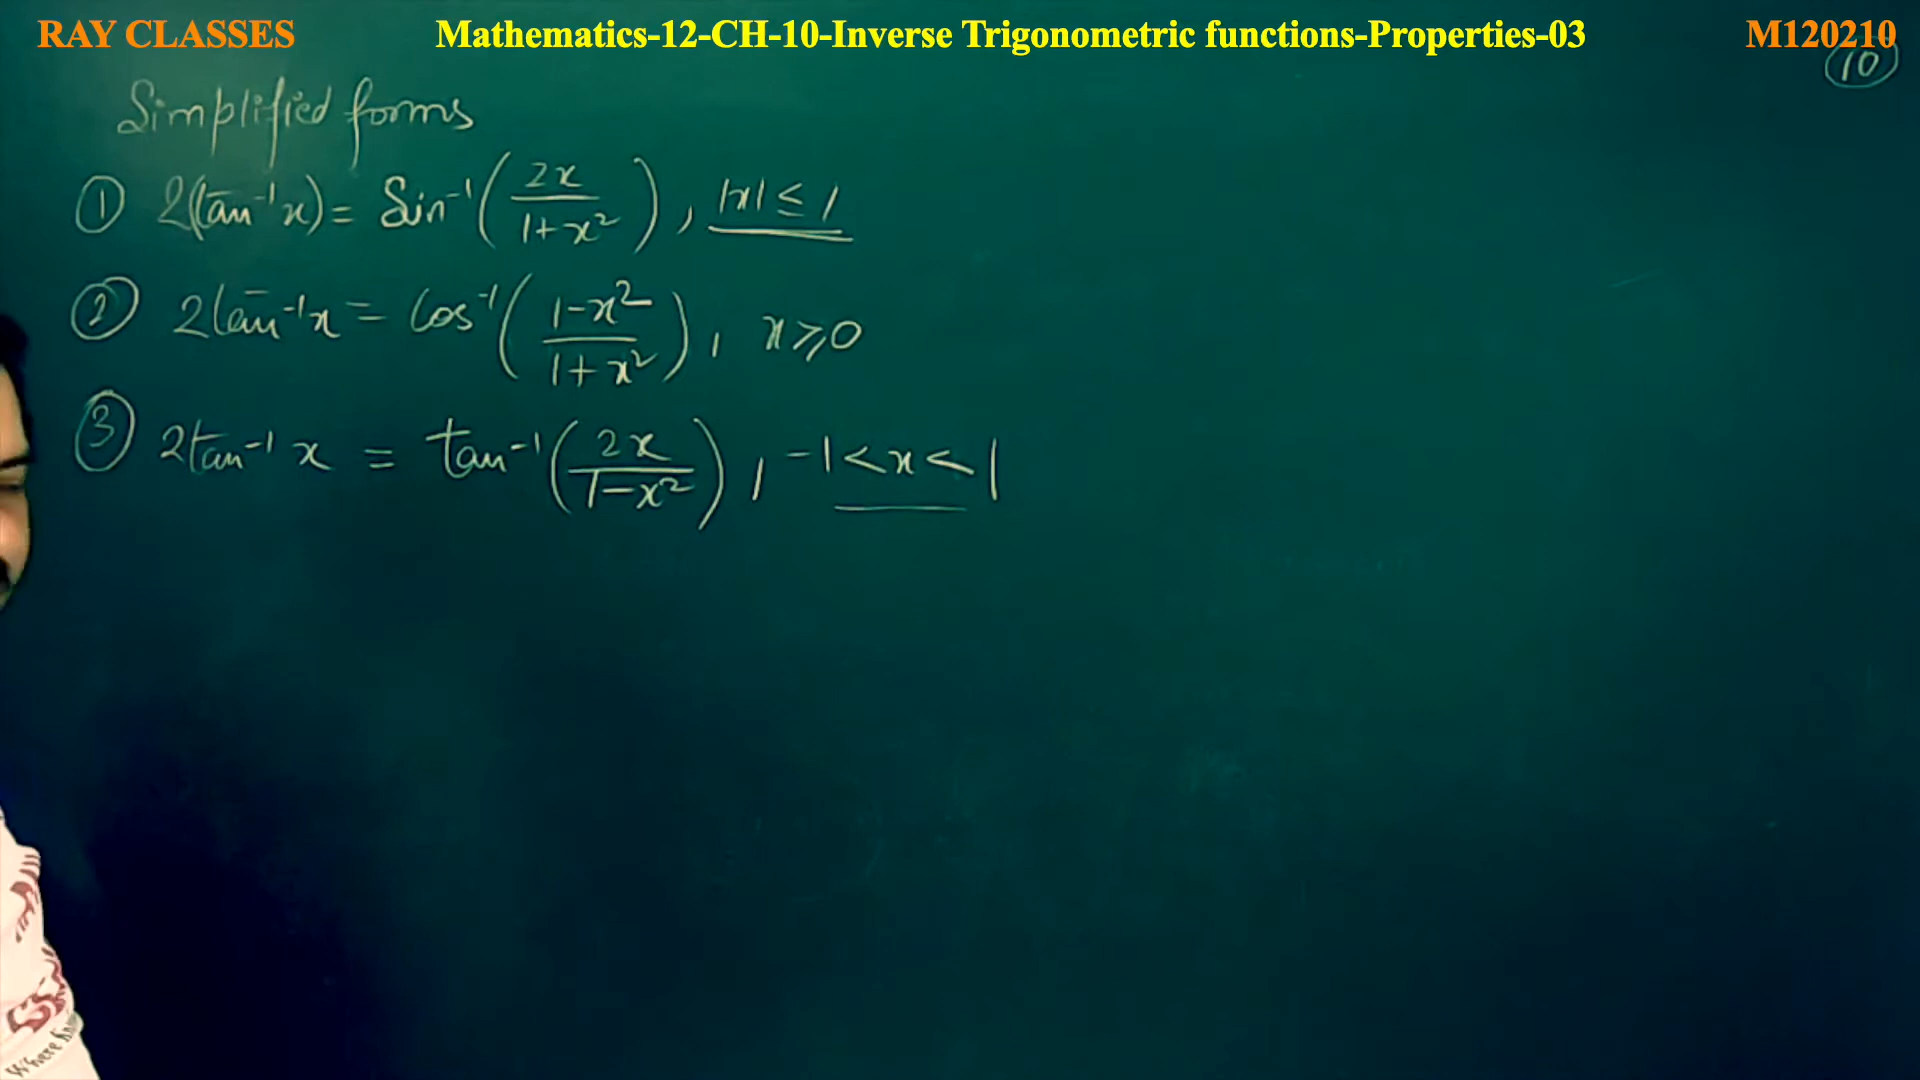 RAY CLASSES Mathematics-12-CH-10-Inverse Trigonometric functions-Properties-03 M120210
10
Simplified forms
① 2(tan⁻¹x) = Sin⁻¹(2x/(1+x²)), |x| ≤ 1
② 2tan⁻¹x = Cos⁻¹((1-x²)/(1+x²)), x ≥ 0
③ 2tan⁻¹ x = tan⁻¹(2x/(1-x²)), -1 < x < 1
Where